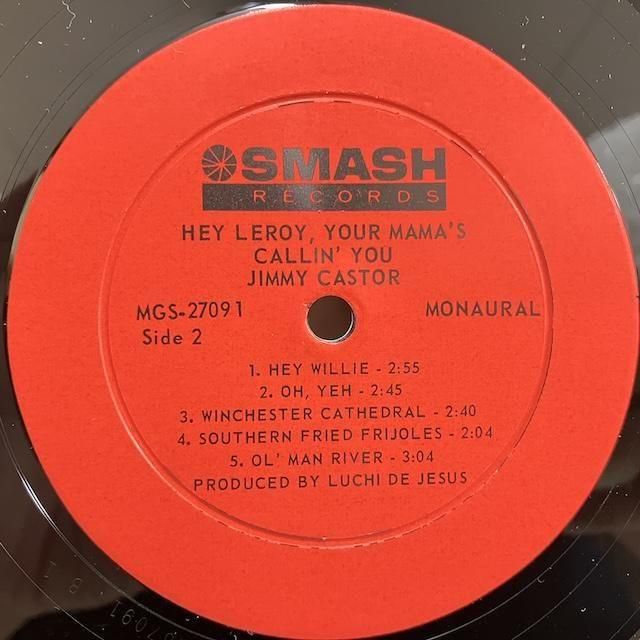 SMASH
RECORDS
HEY LEROY, YOUR MAMA'S
CALLIN' YOU
JIMMY CASTOR
MGS-27091 MONAURAL
Side 2
1. HEY WILLIE - 2:55
2. OH, YEH - 2:45
3. WINCHESTER CATHEDRAL - 2:40
4. SOUTHERN FRIED FRIJOLES - 2:04
5. OL' MAN RIVER - 3:04
PRODUCED BY LUCHI DE JESUS